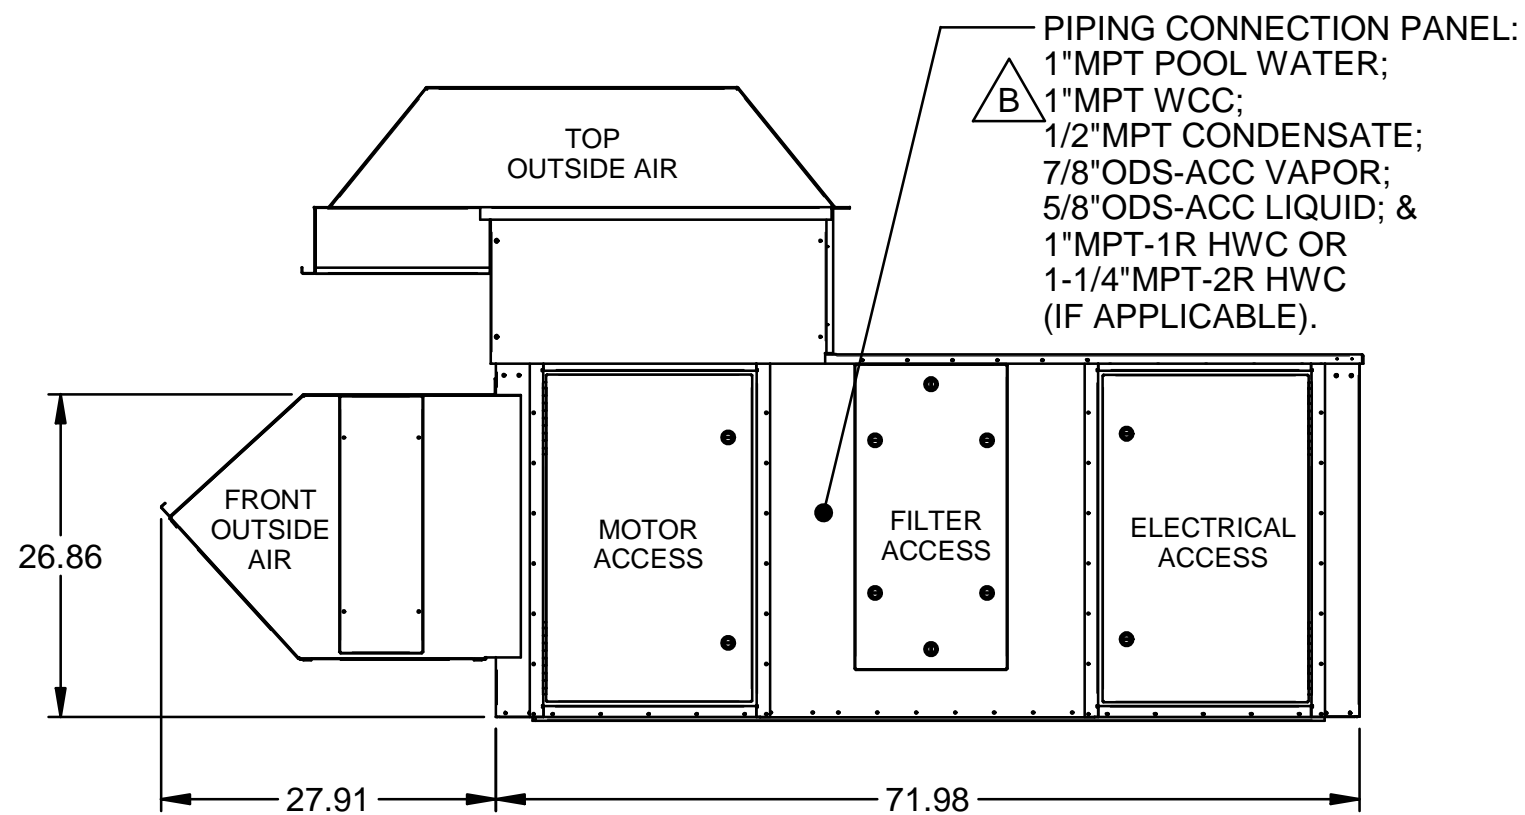 PIPING CONNECTION PANEL:
1"MPT POOL WATER;
B
1"MPT WCC;
1/2"MPT CONDENSATE;
7/8"ODS-ACC VAPOR;
5/8"ODS-ACC LIQUID; &
1"MPT-1R HWC OR
1-1/4"MPT-2R HWC
(IF APPLICABLE).
TOP
OUTSIDE AIR
FRONT
OUTSIDE
AIR
MOTOR
ACCESS
FILTER
ACCESS
ELECTRICAL
ACCESS
26.86
27.91
71.98